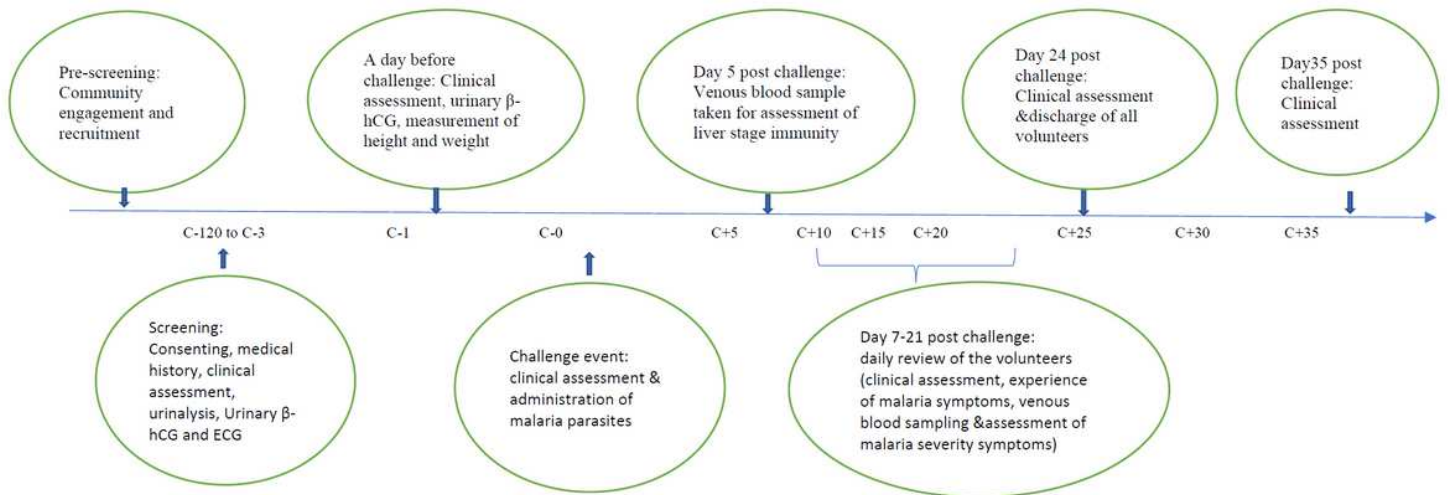 Pre-screening:
Community
engagement and
recruitment
A day before
challenge: Clinical
assessment, urinary β-
hCG, measurement of
height and weight
Day 5 post challenge:
Venous blood sample
taken for assessment of
liver stage immunity
Day 24 post
challenge:
Clinical assessment
&discharge of all
volunteers
Day35 post
challenge:
Clinical
assessment
C-120 to C-3
C-1
C-0
C+5
C+10
C+15
C+20
C+25
C+30
C+35
Screening:
Consenting, medical
history, clinical
assessment,
urinalysis, Urinary β-
hCG and ECG
Challenge event:
clinical assessment &
administration of
malaria parasites
Day 7-21 post challenge:
daily review of the volunteers
(clinical assessment, experience
of malaria symptoms, venous
blood sampling &assessment of
malaria severity symptoms)